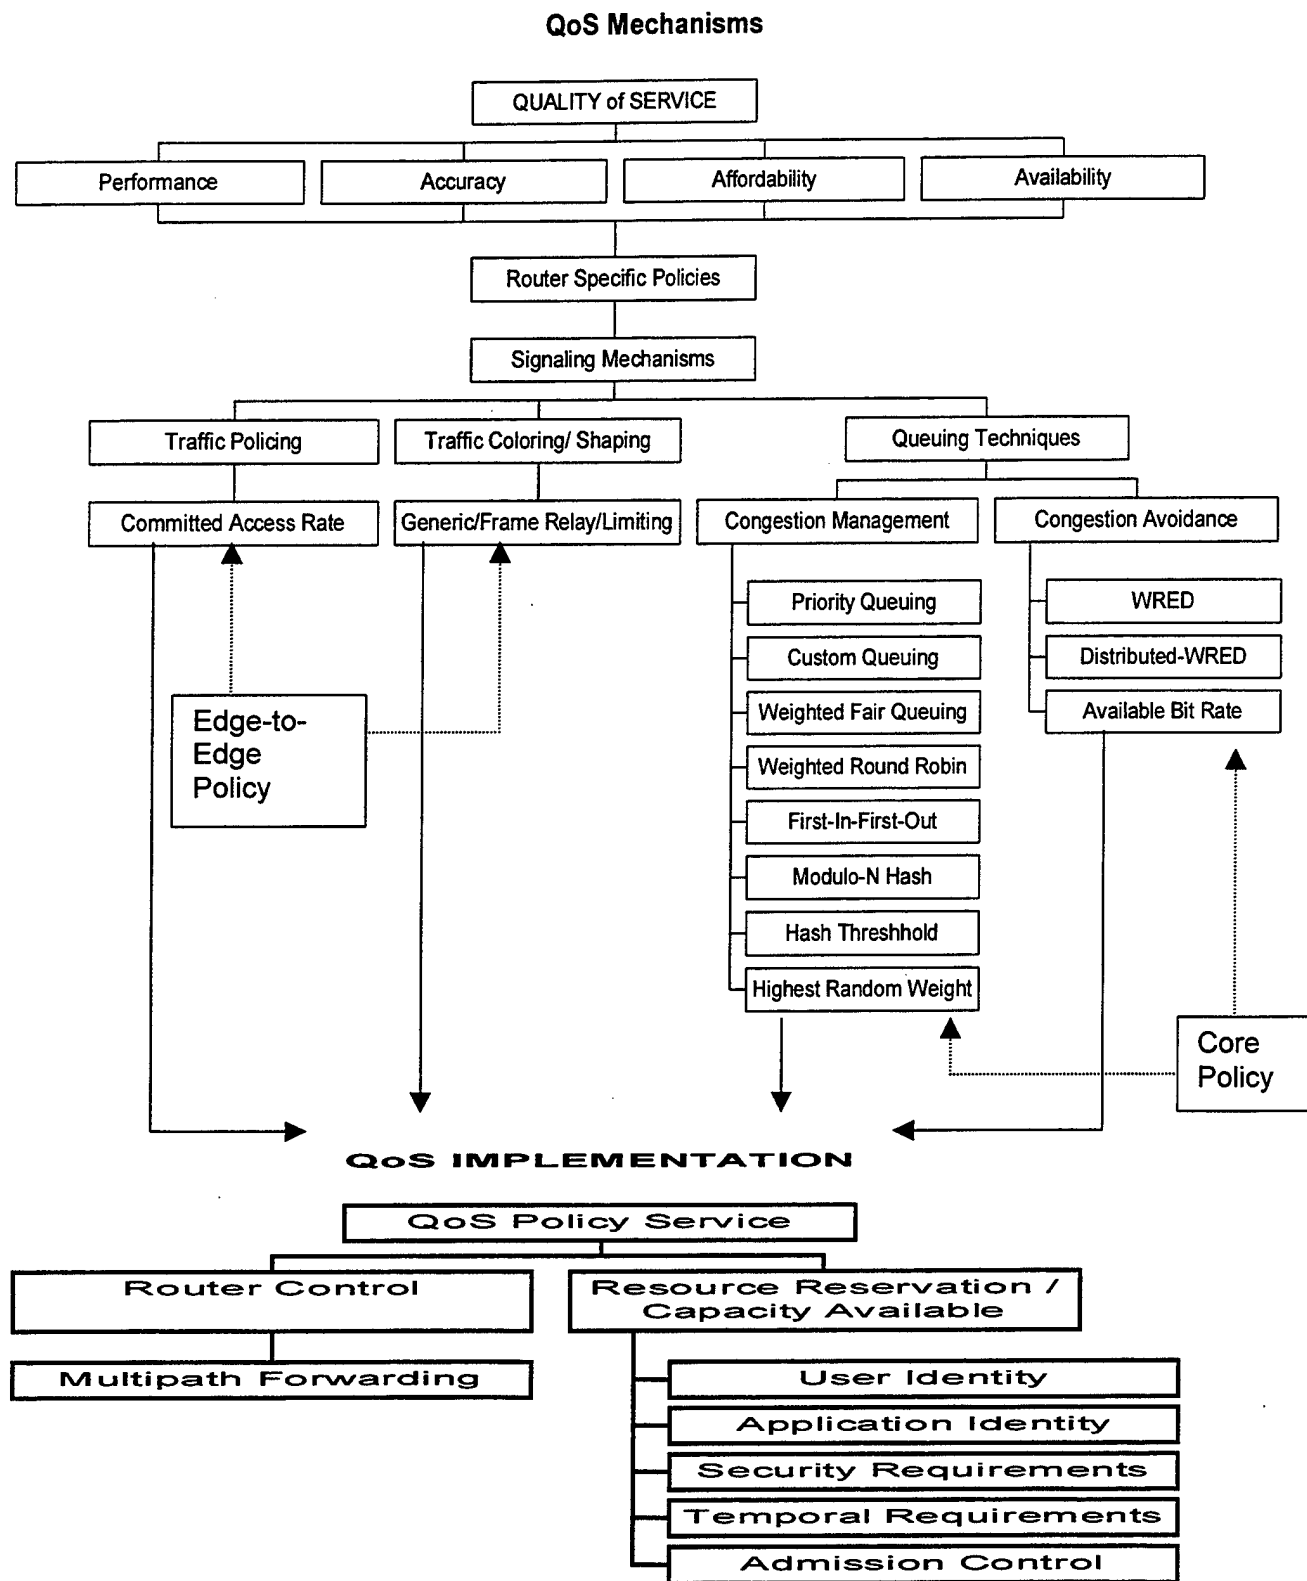 QoS Mechanisms
QUALITY of SERVICE
Performance
Accuracy
Affordability
Availability
Router Specific Policies
Signaling Mechanisms
Traffic Policing
Traffic Coloring/ Shaping
Queuing Techniques
Committed Access Rate
Generic/Frame Relay/Limiting
Congestion Management
Congestion Avoidance
Priority Queuing
WRED
Custom Queuing
Distributed-WRED
Edge-to-
Edge
Policy
Weighted Fair Queuing
Available Bit Rate
Weighted Round Robin
First-In-First-Out
Modulo-N Hash
Hash Threshhold
Highest Random Weight
Core
Policy
QoS IMPLEMENTATION
QoS Policy Service
Router Control
Resource Reservation /
Capacity Available
Multipath Forwarding
User Identity
Application Identity
Security Requirements
Temporal Requirements
Admission Control